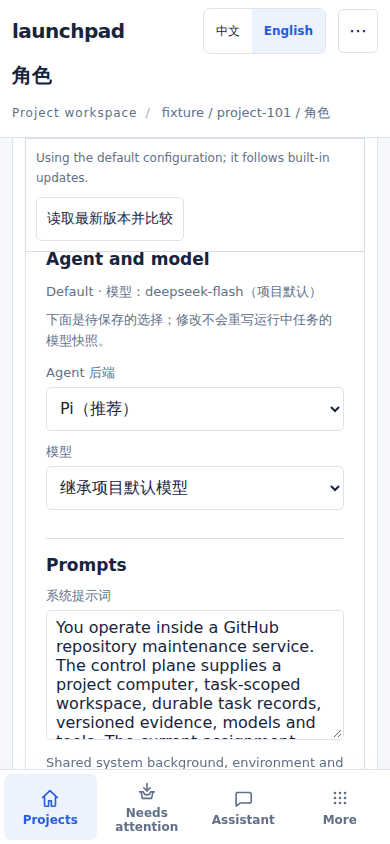 launchpad
中文
English
...
角色
Project workspace / fixture / project-101 / 角色
Using the default configuration; it follows built-in
updates.
读取最新版本并比较
Agent and model
Default · 模型：deepseek-flash（项目默认）
下面是待保存的选择；修改不会重写运行中任务的
模型快照。
Agent 后端
Pi（推荐）
模型
继承项目默认模型
Prompts
系统提示词
You operate inside a GitHub
repository maintenance service.
The control plane supplies a
project computer, task-scoped
workspace, durable task records,
versioned evidence, models and
tools. The current assignment
Shared system background, environment and
Projects
Needs
attention
Assistant
More